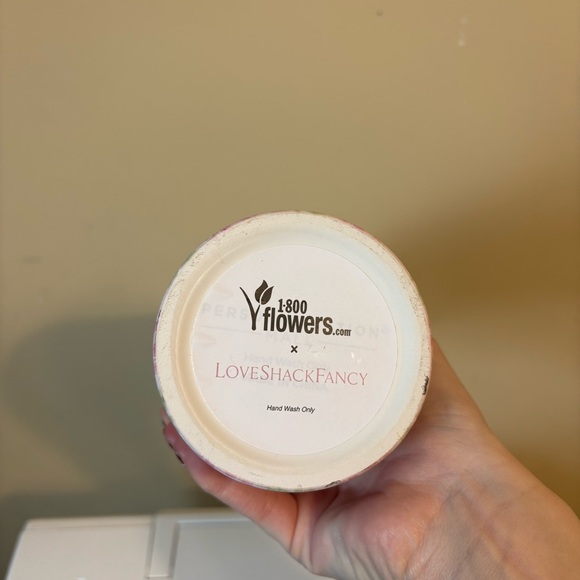 1·800
flowers.com
x
LOVESHACKFANCY
Hand Wash Only